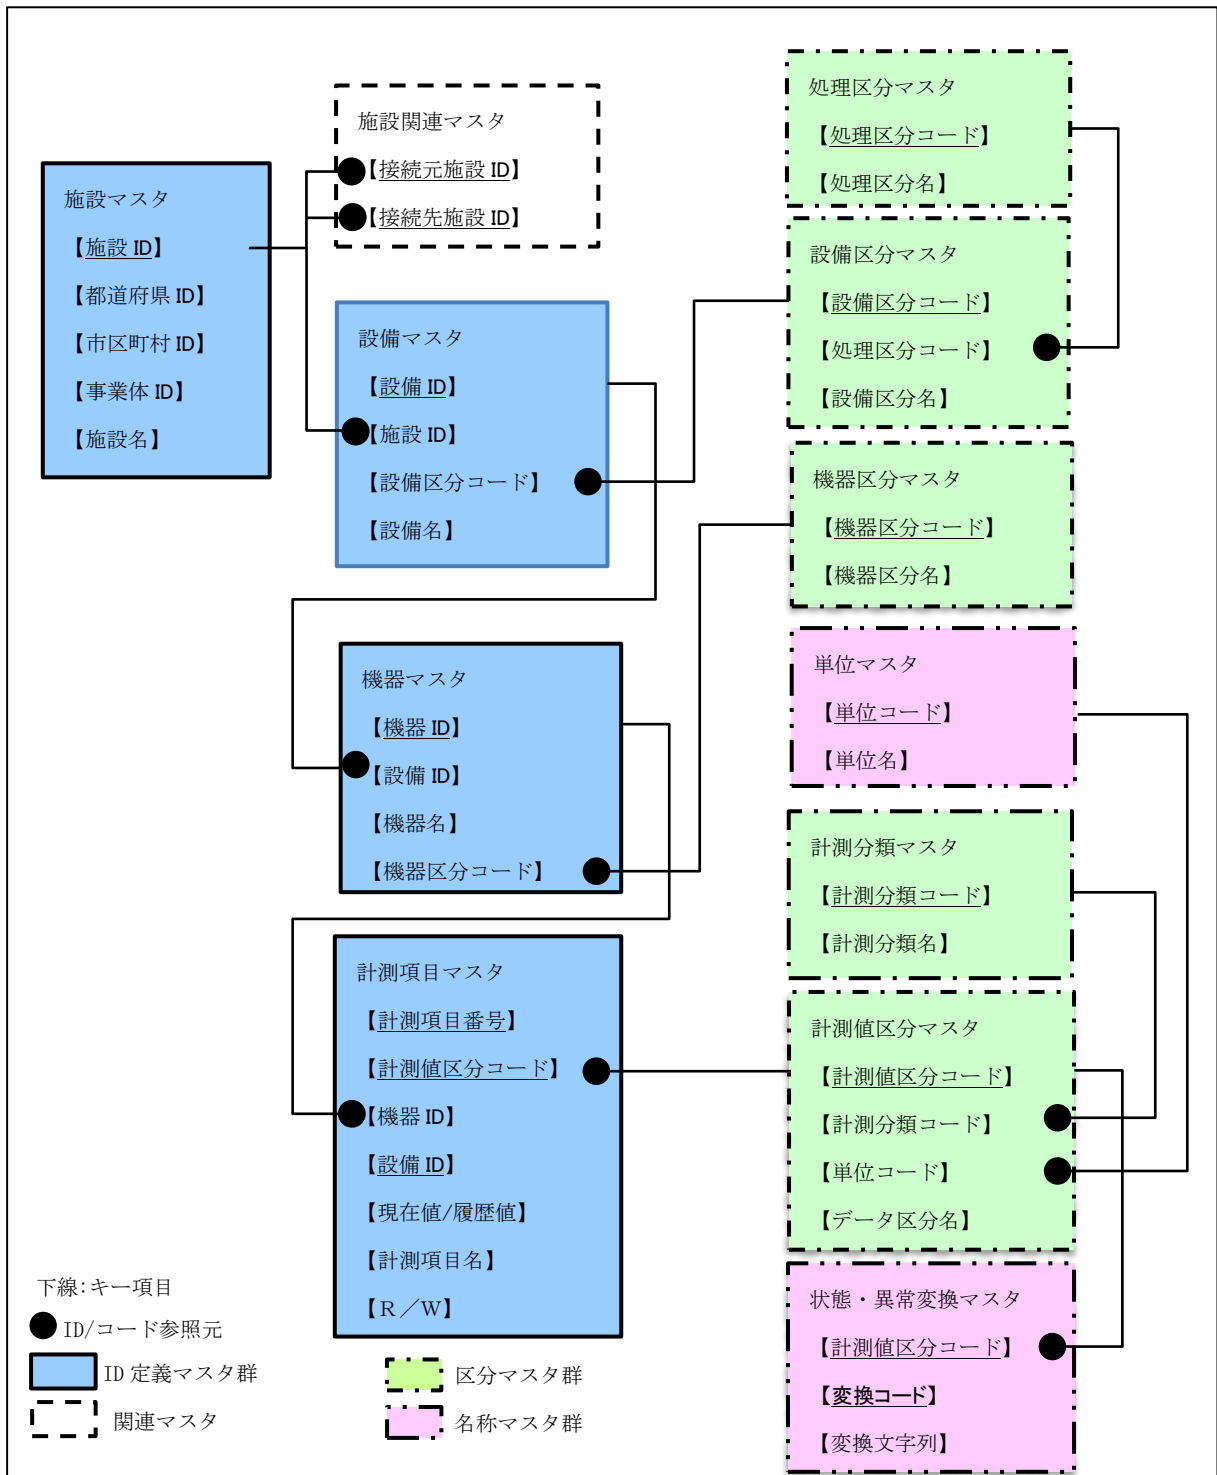 施設マスタ
【施設 ID】
【都道府県 ID】
【市区町村 ID】
【事業体 ID】
【施設名】
施設関連マスタ
【接続元施設 ID】
【接続先施設 ID】
設備マスタ
【設備 ID】
【施設 ID】
【設備区分コード】
【設備名】
機器マスタ
【機器 ID】
【設備 ID】
【機器名】
【機器区分コード】
計測項目マスタ
【計測項目番号】
【計測値区分コード】
【機器 ID】
【設備 ID】
【現在値/履歴値】
【計測項目名】
【R/W】
処理区分マスタ
【処理区分コード】
【処理区分名】
設備区分マスタ
【設備区分コード】
【処理区分コード】
【設備区分名】
機器区分マスタ
【機器区分コード】
【機器区分名】
単位マスタ
【単位コード】
【単位名】
計測分類マスタ
【計測分類コード】
【計測分類名】
計測値区分マスタ
【計測値区分コード】
【計測分類コード】
【単位コード】
【データ区分名】
状態・異常変換マスタ
【計測値区分コード】
【変換コード】
【変換文字列】
下線:キー項目
ID/コード参照元
ID 定義マスタ群
関連マスタ
区分マスタ群
名称マスタ群